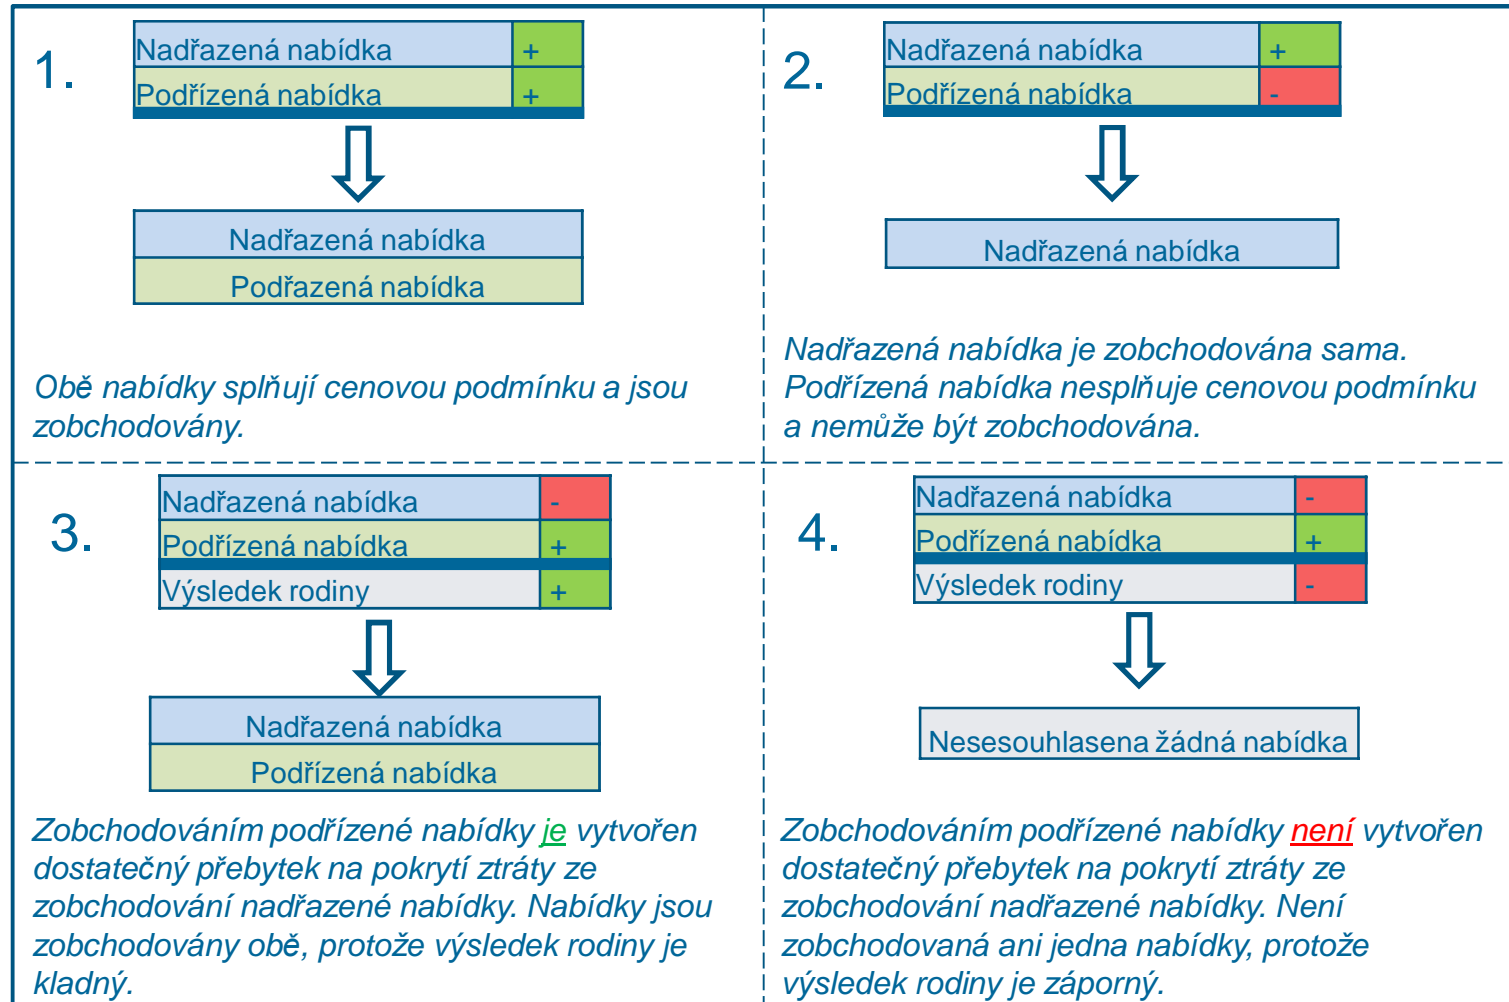 1.
Nadřazená nabídka +
Podřízená nabídka +
Nadřazená nabídka
Podřazená nabídka
Obě nabídky splňují cenovou podmínku a jsou
zobchodovány.
2.
Nadřazená nabídka +
Podřízená nabídka -
Nadřazená nabídka
Nadřazená nabídka je zobchodována sama.
Podřízená nabídka nesplňuje cenovou podmínku
a nemůže být zobchodována.
3.
Nadřazená nabídka -
Podřízená nabídka +
Výsledek rodiny +
Nadřazená nabídka
Podřízená nabídka
Zobchodováním podřízené nabídky je vytvořen
dostatečný přebytek na pokrytí ztráty ze
zobchodování nadřazené nabídky. Nabídky jsou
zobchodovány obě, protože výsledek rodiny je
kladný.
4.
Nadřazená nabídka -
Podřízená nabídka +
Výsledek rodiny -
Nesesouhlasena žádná nabídka
Zobchodováním podřízené nabídky není vytvořen
dostatečný přebytek na pokrytí ztráty ze
zobchodování nadřazené nabídky. Není
zobchodovaná ani jedna nabídky, protože
výsledek rodiny je záporný.